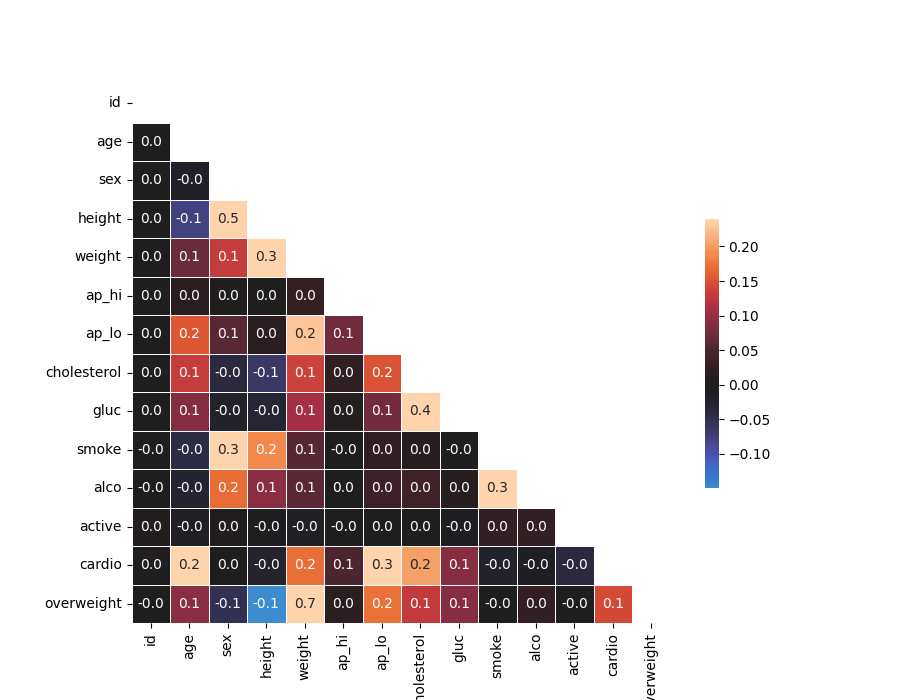 id
age 0.0
sex 0.0 -0.0
height 0.0 -0.1 0.5
weight 0.0 0.1 0.1 0.3
ap_hi 0.0 0.0 0.0 0.0 0.0
ap_lo 0.0 0.2 0.1 0.0 0.2 0.1
cholesterol 0.0 0.1 -0.0 -0.1 0.1 0.0 0.2
gluc 0.0 0.1 -0.0 -0.0 0.1 0.0 0.1 0.4
smoke -0.0 -0.0 0.3 0.2 0.1 -0.0 0.0 0.0 -0.0
alco -0.0 -0.0 0.2 0.1 0.1 0.0 0.0 0.0 0.0 0.3
active 0.0 -0.0 0.0 -0.0 -0.0 -0.0 0.0 0.0 -0.0 0.0 0.0
cardio 0.0 0.2 0.0 -0.0 0.2 0.1 0.3 0.2 0.1 -0.0 -0.0 -0.0
overweight -0.0 0.1 -0.1 -0.1 0.7 0.0 0.2 0.1 0.1 -0.0 0.0 -0.0 0.1
id
age
sex
height
weight
ap_hi
ap_lo
holesterol
gluc
smoke
alco
active
cardio
verweight
0.20
0.15
0.10
0.05
0.00
−0.05
−0.10